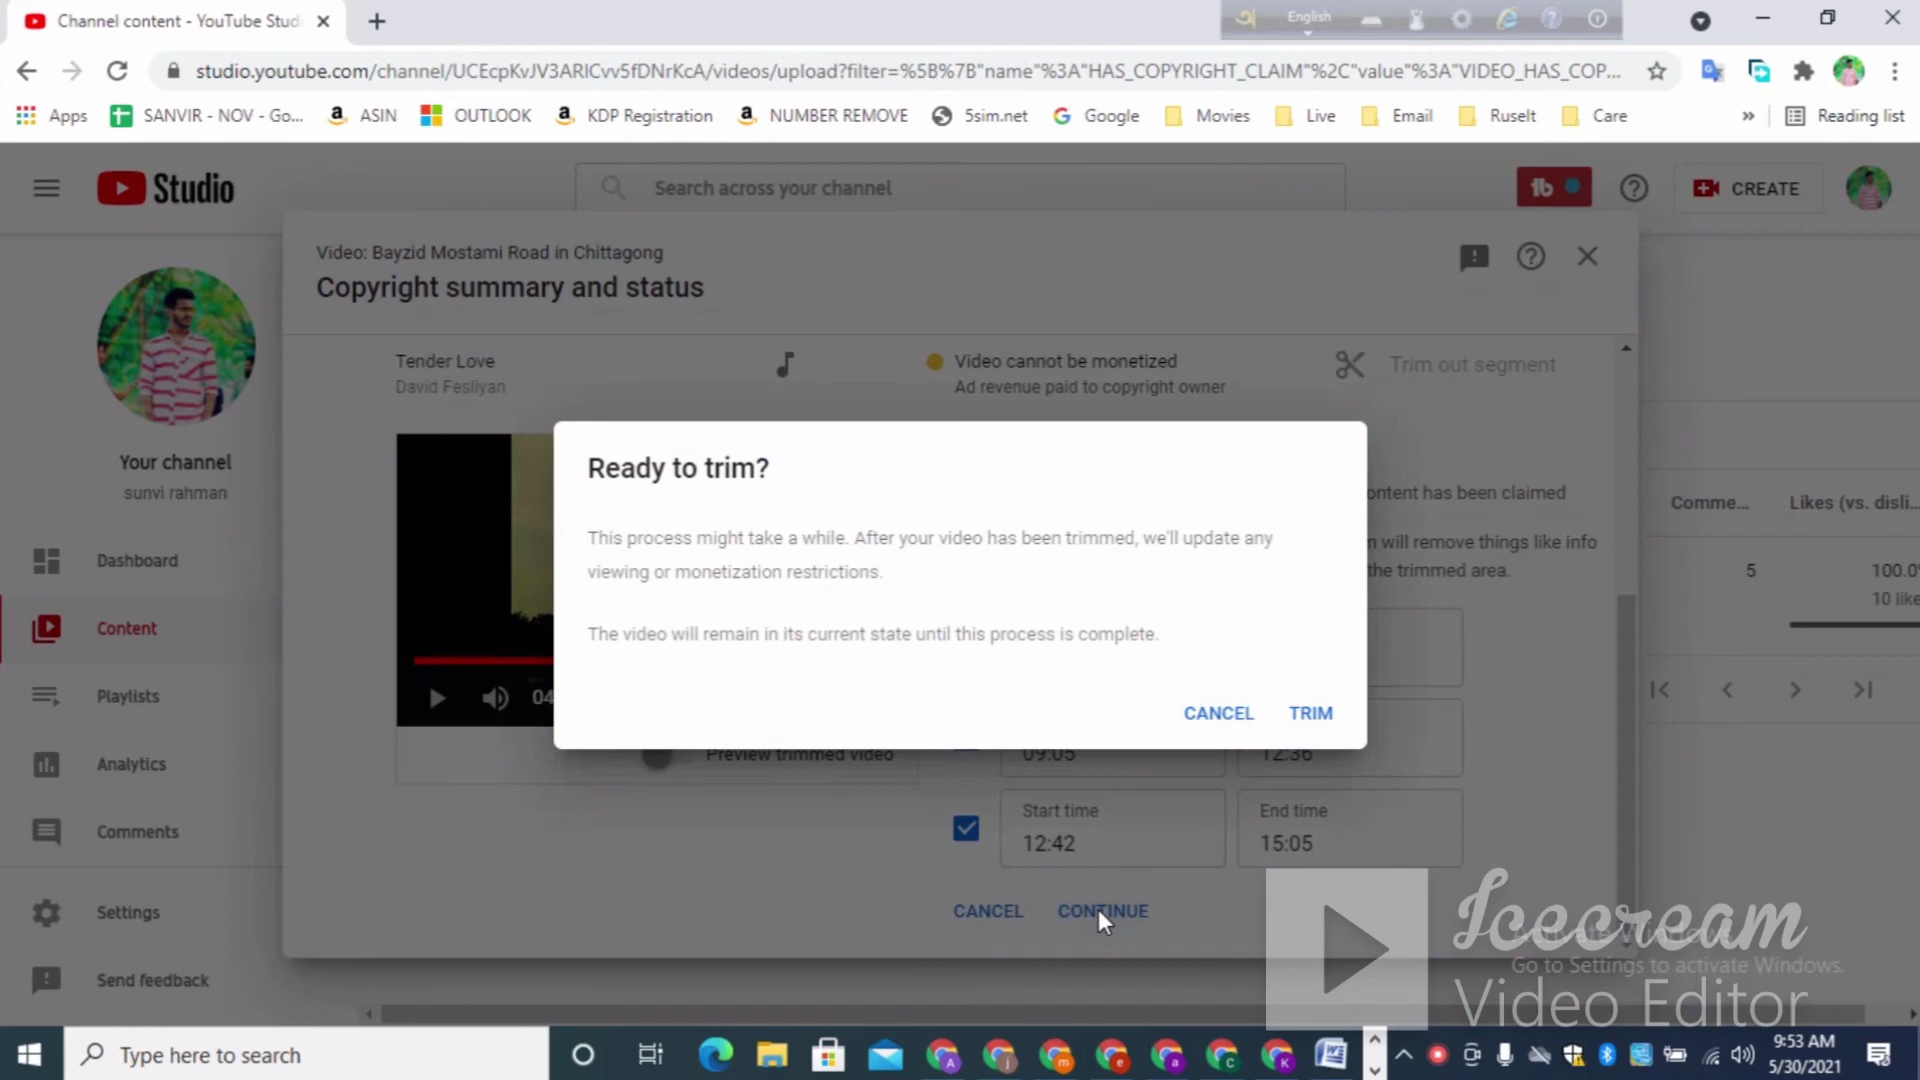 Channel content - YouTube Stud
English
studio.youtube.com/channel/UCEcpKvJV3ARlCvv5fDNrKcA/videos/upload?filter=%5B%7B"name"%3A"HAS_COPYRIGHT_CLAIM"%2C"value"%3A"VIDEO_HAS_COP...
Apps
SANVIR - NOV - Go...
ASIN
OUTLOOK
KDP Registration
NUMBER REMOVE
5sim.net
Google
Movies
Live
Email
Ruselt
Care
»
Reading list
Studio
Search across your channel
CREATE
Video: Bayzid Mostami Road in Chittagong
Copyright summary and status
Tender Love
David Fesliyan
Video cannot be monetized
Ad revenue paid to copyright owner
Trim out segment
Your channel
sunvi rahman
Ready to trim?
This process might take a while. After your video has been trimmed, we'll update any
viewing or monetization restrictions.
The video will remain in its current state until this process is complete.
CANCEL
TRIM
ontent has been claimed
n will remove things like info
the trimmed area.
Comme...
Likes (vs. disli...
5
100.0
10 like
Dashboard
Content
Playlists
Analytics
Comments
Settings
Send feedback
04
Preview trimmed video
09:05
12:36
Start time
12:42
End time
15:05
CANCEL
CONTINUE
Activate Windows
Go to Settings to activate Windows.
Icecream
Video Editor
Type here to search
9:53 AM
5/30/2021